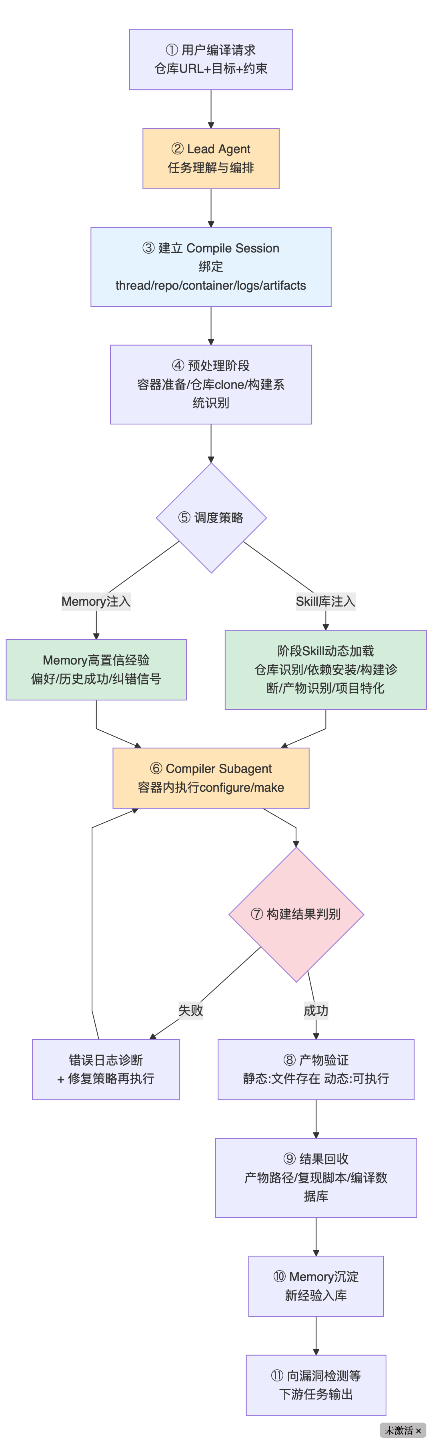 ① 用户编译请求
仓库URL+目标+约束
② Lead Agent
任务理解与编排
③ 建立 Compile Session
绑定
thread/repo/container/logs/artifacts
④ 预处理阶段
容器准备/仓库clone/构建系
统识别
⑤ 调度策略
Memory注入
Skill库注入
Memory高置信经验
偏好/历史成功/纠错信号
阶段Skill动态加载
仓库识别/依赖安装/构建诊
断/产物识别/项目特化
⑥ Compiler Subagent
容器内执行configure/make
⑦ 构建结果判别
失败
成功
错误日志诊断
+ 修复策略再执行
⑧ 产物验证
静态:文件存在 动态:可执行
⑨ 结果回收
产物路径/复现脚本/编译数
据库
⑩ Memory沉淀
新经验入库
⑪ 向漏洞检测等
下游任务输出
未激活 ×